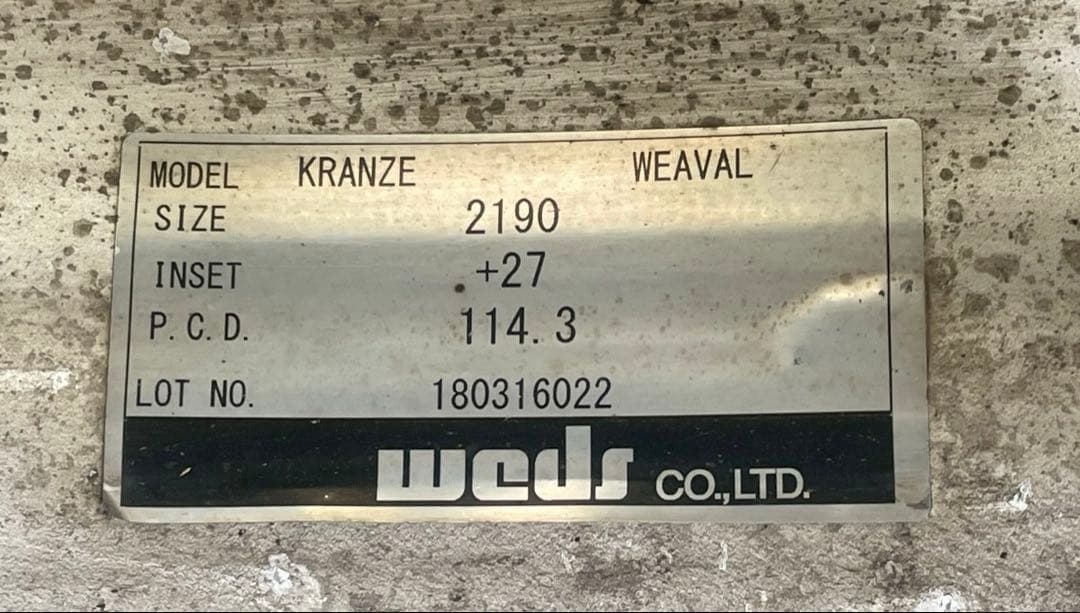 MODEL KRANZE WEAVAL
SIZE 2190
INSET +27
P.C.D. 114.3
LOT NO. 180316022
weds CO.,LTD.